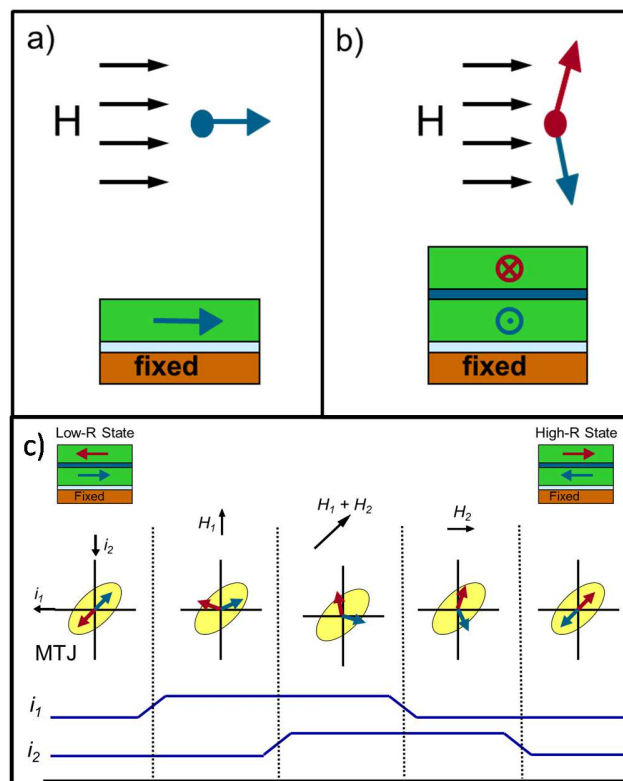 a)
H
fixed
b)
H
fixed
c)
Low-R State
Fixed
High-R State
Fixed
H1
H1 + H2
H2
i2
i1
MTJ
i1
i2